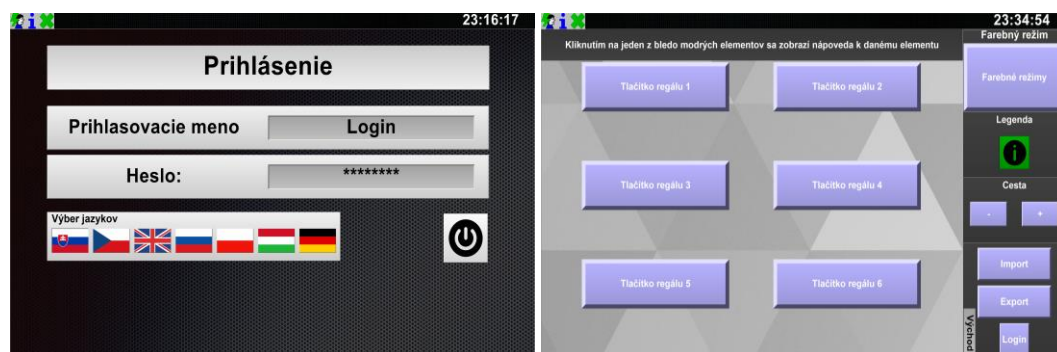 23:16:17
Prihlásenie
Prihlasovacie meno
Login
Heslo:
********
Výber jazykov
23:34:54
Kliknutím na jeden z bledo modrých elementov sa zobrazí nápoveda k danému elementu
Farebný režim
Tlačítko regálu 1
Tlačítko regálu 2
Farebné režimy
Legenda
Tlačítko regálu 3
Tlačítko regálu 4
Cesta
-
+
Tlačítko regálu 5
Tlačítko regálu 6
Import
Export
Východ
Login